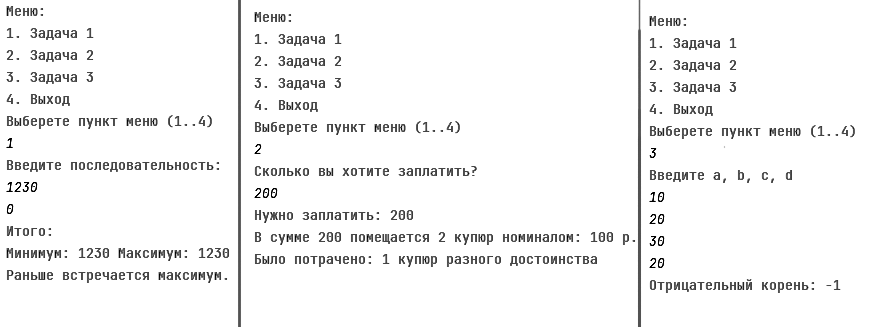 Меню:
1. Задача 1
2. Задача 2
3. Задача 3
4. Выход
Выберете пункт меню (1..4)
1
Введите последовательность:
1230
0
Итого:
Минимум: 1230 Максимум: 1230
Раньше встречается максимум.
Меню:
1. Задача 1
2. Задача 2
3. Задача 3
4. Выход
Выберете пункт меню (1..4)
2
Сколько вы хотите заплатить?
200
Нужно заплатить: 200
В сумме 200 помещается 2 купюр номиналом: 100 р.
Было потрачено: 1 купюр разного достоинства
Меню:
1. Задача 1
2. Задача 2
3. Задача 3
4. Выход
Выберете пункт меню (1..4)
3
Введите a, b, c, d
10
20
30
20
Отрицательный корень: -1